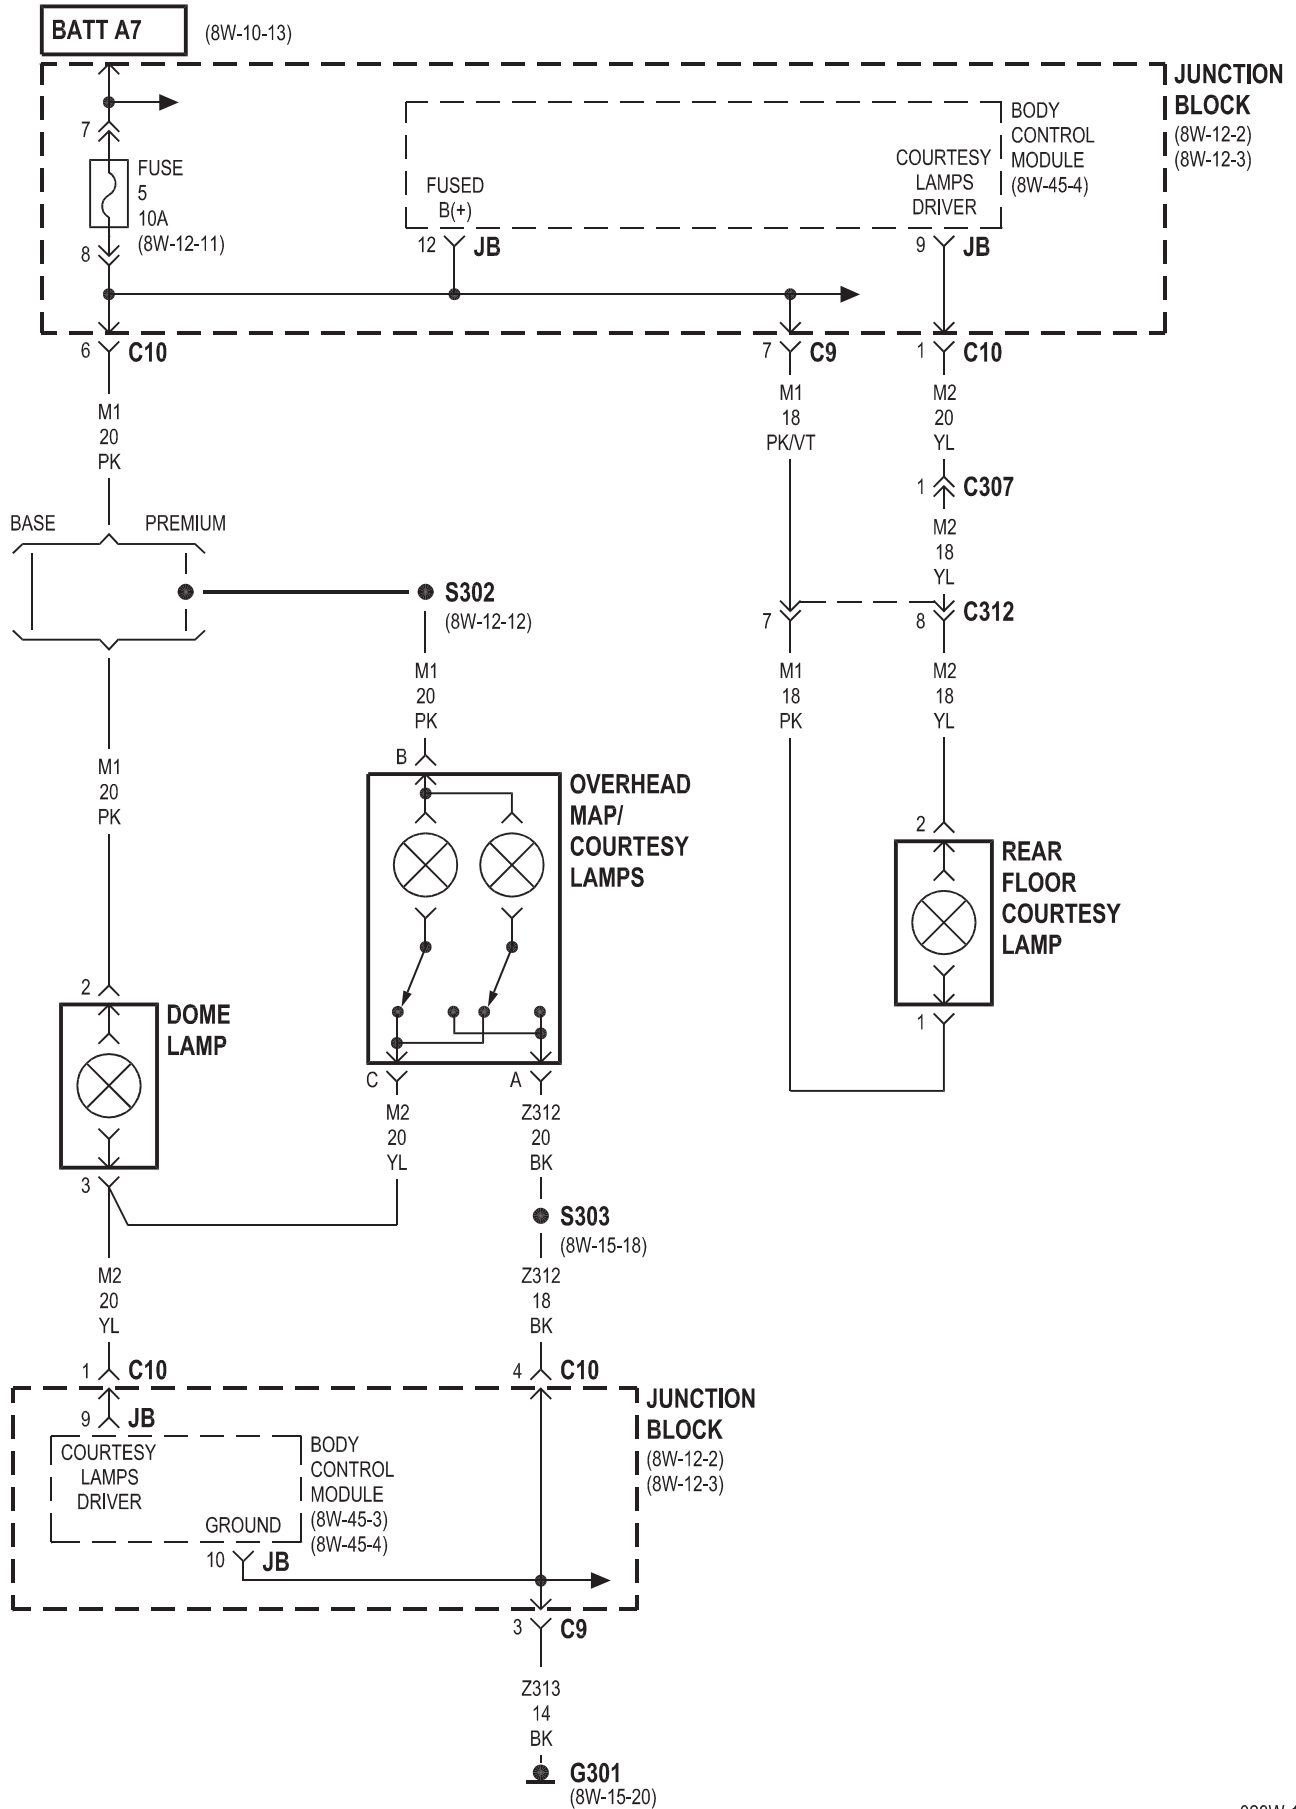 BATT A7 (8W-10-13)
JUNCTION
BLOCK
(8W-12-2)
(8W-12-3)
7
FUSE
5
10A
(8W-12-11)
8
BODY
CONTROL
MODULE
(8W-45-4)
FUSED
B(+)
COURTESY
LAMPS
DRIVER
12 JB
9 JB
6 C10
7 C9
1 C10
M1
20
PK
M1
18
PK/VT
M2
20
YL
1 C307
M2
18
YL
BASE PREMIUM
S302
(8W-12-12)
7
8 C312
M1
20
PK
M1
18
PK
M2
18
YL
M1
20
PK
B
OVERHEAD
MAP/
COURTESY
LAMPS
2
REAR
FLOOR
COURTESY
LAMP
1
2
DOME
LAMP
3
C
A
M2
20
YL
Z312
20
BK
S303
(8W-15-18)
M2
20
YL
Z312
18
BK
1 C10
4 C10
JUNCTION
BLOCK
(8W-12-2)
(8W-12-3)
9 JB
COURTESY
LAMPS
DRIVER
BODY
CONTROL
MODULE
(8W-45-3)
(8W-45-4)
GROUND
10 JB
3 C9
Z313
14
BK
G301
(8W-15-20)